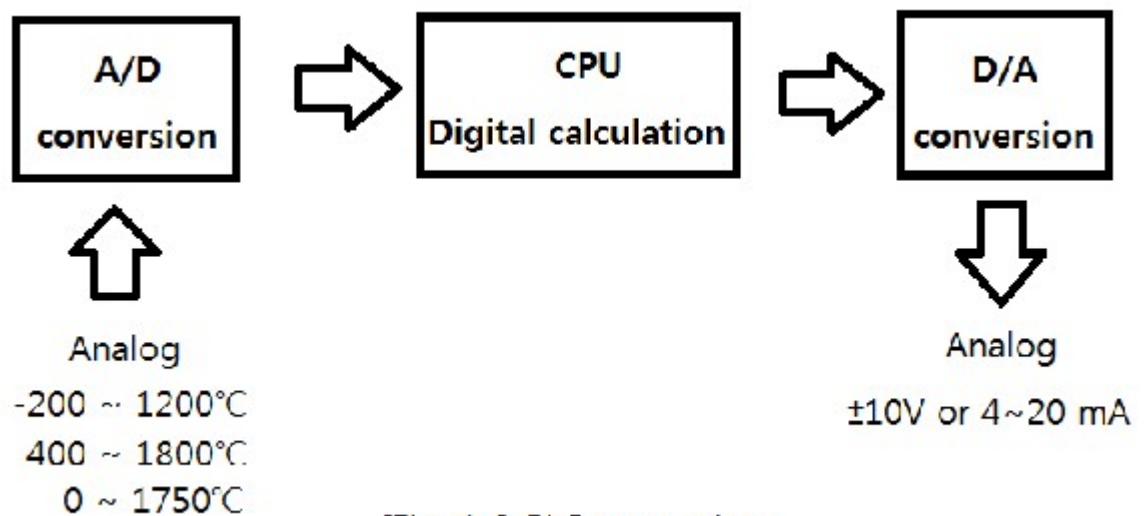 A/D
conversion
CPU
Digital calculation
D/A
conversion
Analog
-200 ~ 1200℃
400 ~ 1800℃
0 ~ 1750℃
Analog
±10V or 4~20 mA